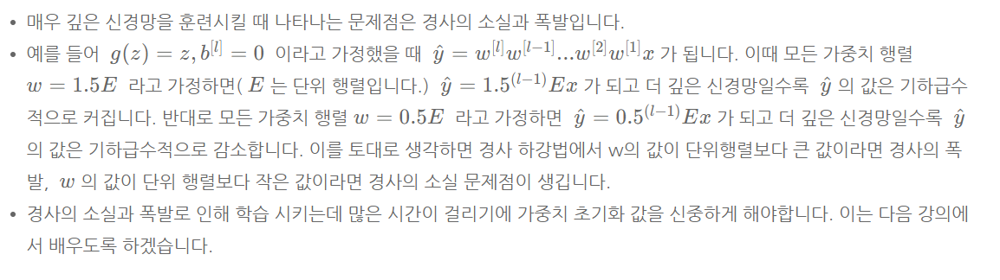 • 매우 깊은 신경망을 훈련시킬 때 나타나는 문제점은 경사의 소실과 폭발입니다.
• 예를 들어 g(z) = z, b^[l] = 0 이라고 가정했을 때 ŷ = w^[l]w^[l−1]...w^[2]w^[1]x 가 됩니다. 이때 모든 가중치 행렬
w = 1.5E 라고 가정하면( E 는 단위 행렬입니다.) ŷ = 1.5^(l−1)Ex 가 되고 더 깊은 신경망일수록 ŷ 의 값은 기하급수
적으로 커집니다. 반대로 모든 가중치 행렬 w = 0.5E 라고 가정하면 ŷ = 0.5^(l−1)Ex 가 되고 더 깊은 신경망일수록 ŷ
의 값은 기하급수적으로 감소합니다. 이를 토대로 생각하면 경사 하강법에서 w의 값이 단위행렬보다 큰 값이라면 경사의 폭
발, w 의 값이 단위 행렬보다 작은 값이라면 경사의 소실 문제점이 생깁니다.
• 경사의 소실과 폭발로 인해 학습 시키는데 많은 시간이 걸리기에 가중치 초기화 값을 신중하게 해야합니다. 이는 다음 강의에
서 배우도록 하겠습니다.